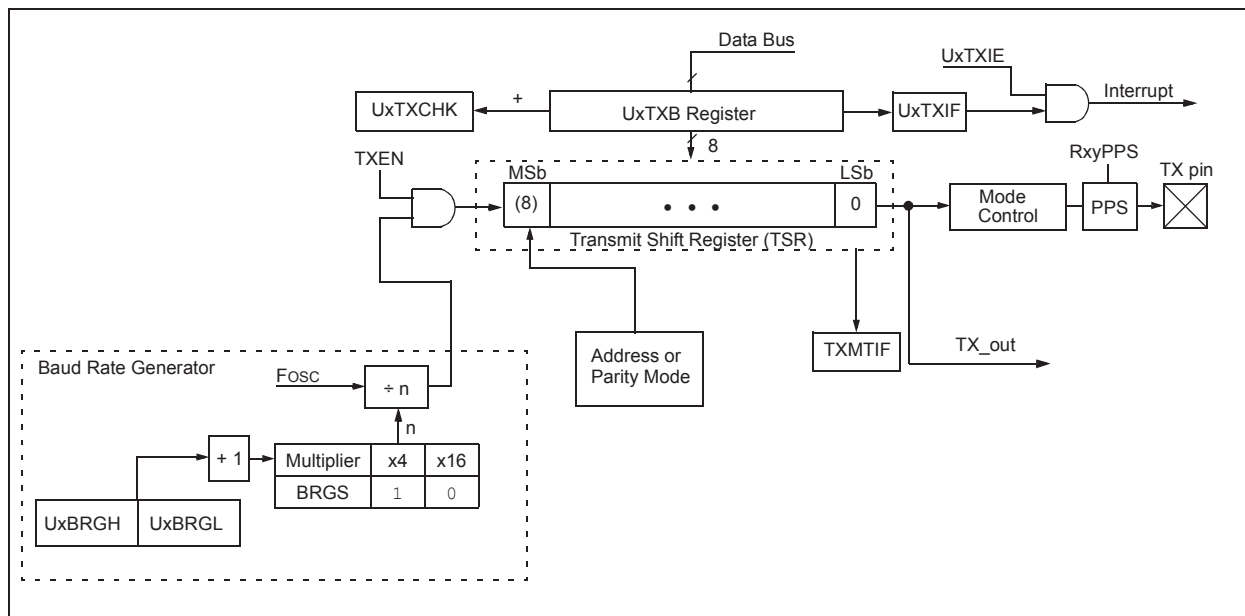 Data Bus
UxTXIE
Interrupt
UxTXCHK
+
UxTXB Register
UxTXIF
8
TXEN
RxyPPS
TX pin
MSb
LSb
(8)
• • •
0
Mode
Control
PPS
Transmit Shift Register (TSR)
Address or
Parity Mode
TXMTIF
TX_out
Baud Rate Generator
FOSC
÷ n
n
+ 1
Multiplier x4 x16
BRGS 1 0
UxBRGH UxBRGL